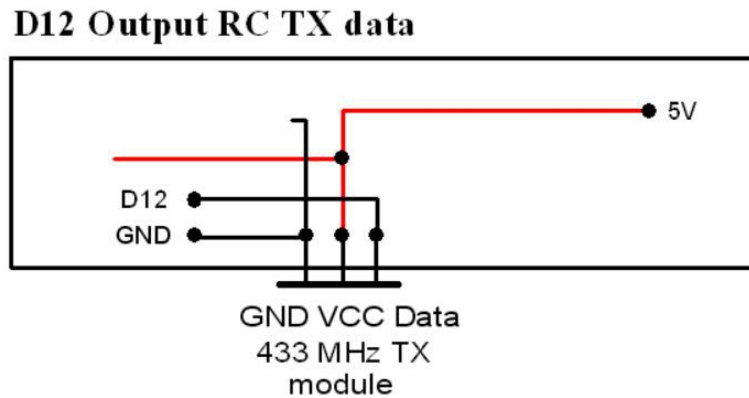 D12 Output RC TX data
5V
D12
GND
GND VCC Data
433 MHz TX
module